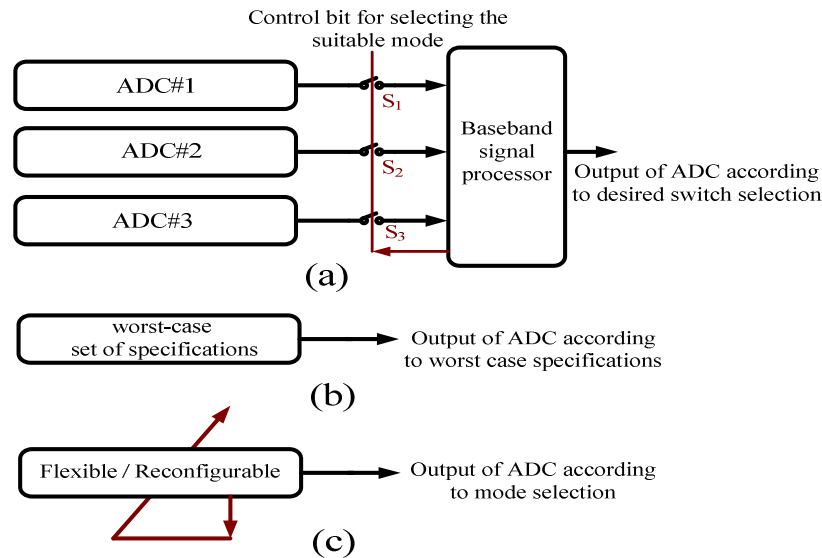 Control bit for selecting the
suitable mode
ADC#1
S1
ADC#2
S2
ADC#3
S3
Baseband
signal
processor
Output of ADC according
to desired switch selection
(a)
worst-case
set of specifications
Output of ADC according
to worst case specifications
(b)
Flexible / Reconfigurable
Output of ADC according
to mode selection
(c)